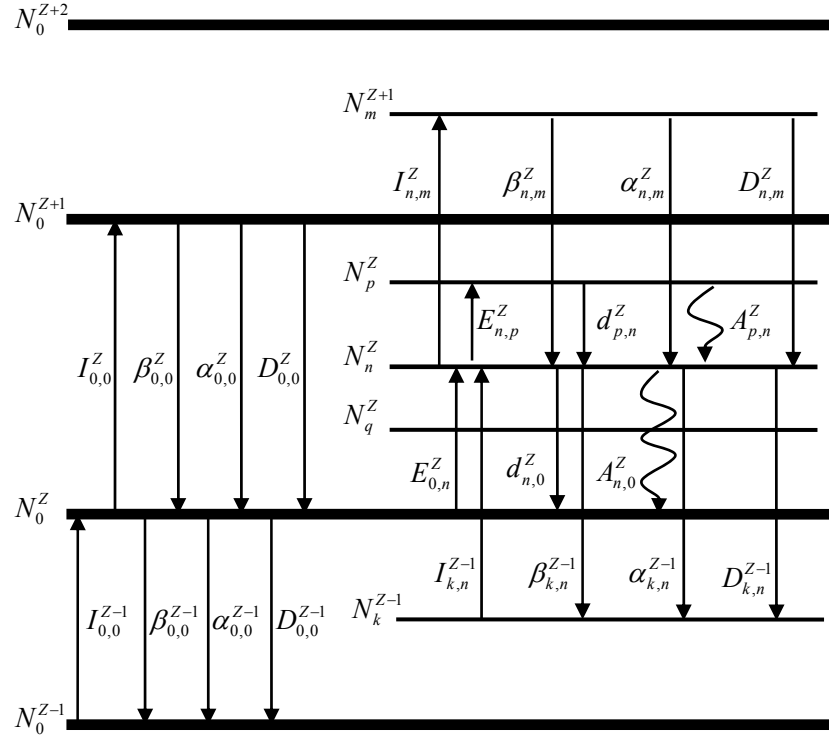 N_0^{Z+2}
N_m^{Z+1}
I_{n,m}^{Z} β_{n,m}^{Z} α_{n,m}^{Z} D_{n,m}^{Z}
N_0^{Z+1}
N_p^{Z}
E_{n,p}^{Z} d_{p,n}^{Z} A_{p,n}^{Z}
I_{0,0}^{Z} β_{0,0}^{Z} α_{0,0}^{Z} D_{0,0}^{Z} N_n^{Z}
N_q^{Z}
E_{0,n}^{Z} d_{n,0}^{Z} A_{n,0}^{Z}
N_0^{Z}
I_{k,n}^{Z-1} β_{k,n}^{Z-1} α_{k,n}^{Z-1} D_{k,n}^{Z-1}
I_{0,0}^{Z-1} β_{0,0}^{Z-1} α_{0,0}^{Z-1} D_{0,0}^{Z-1} N_k^{Z-1}
N_0^{Z-1}